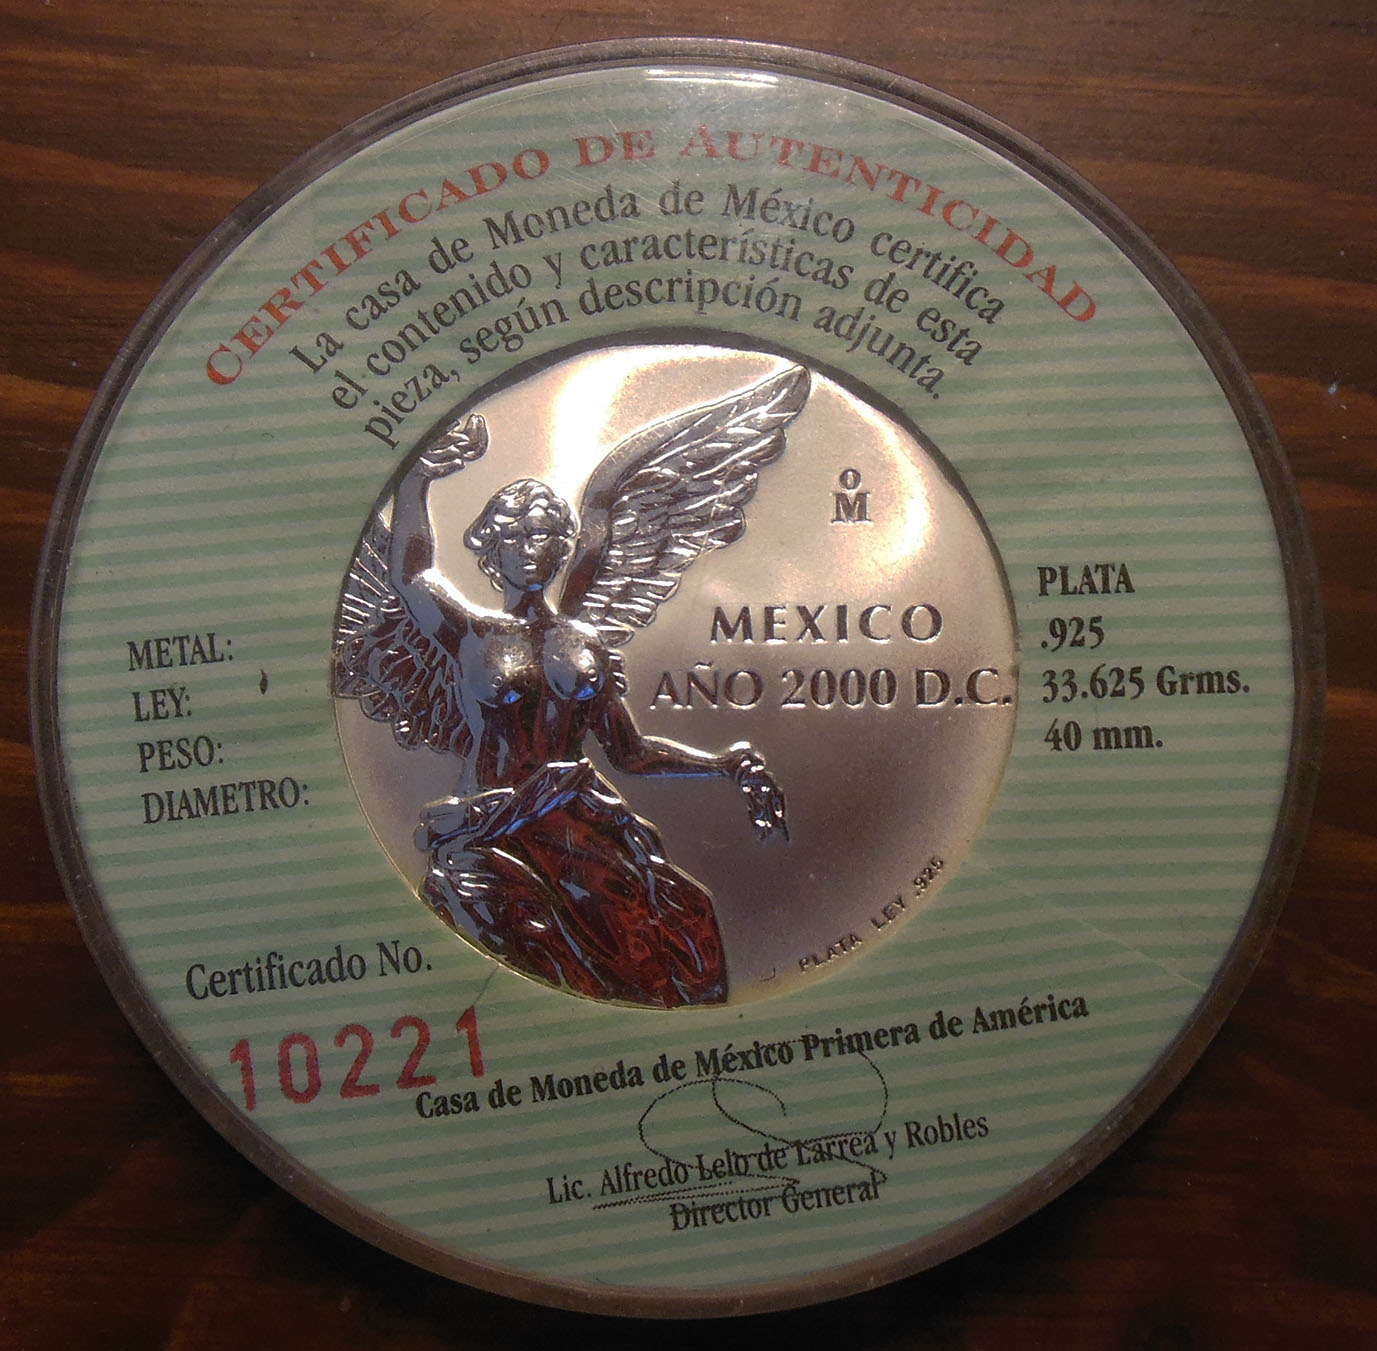 CERTIFICADO DE AUTENTICIDAD
La casa de Moneda de México certifica
el contenido y características de esta
pieza, según descripción adjunta.
oM
MEXICO
AÑO 2000 D.C.
PLATA LEY .925
METAL: PLATA
LEY: .925
PESO: 33.625 Grms.
DIAMETRO: 40 mm.
Certificado No.
10221
Casa de Moneda de México Primera de América
Lic. Alfredo Lelo de Larrea y Robles
Director General